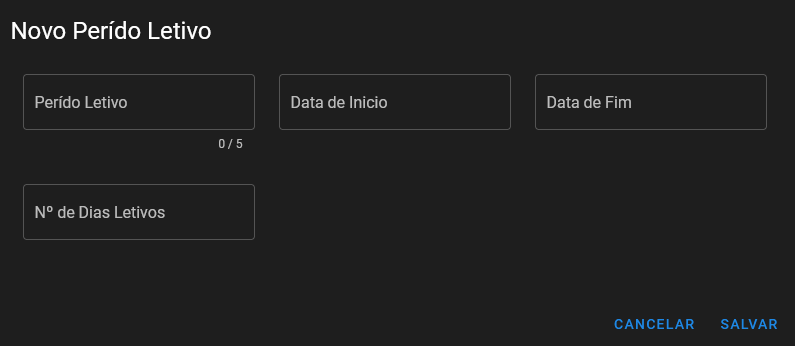 Novo Perído Letivo
Perído Letivo
Data de Inicio
Data de Fim
0 / 5
Nº de Dias Letivos
CANCELAR
SALVAR